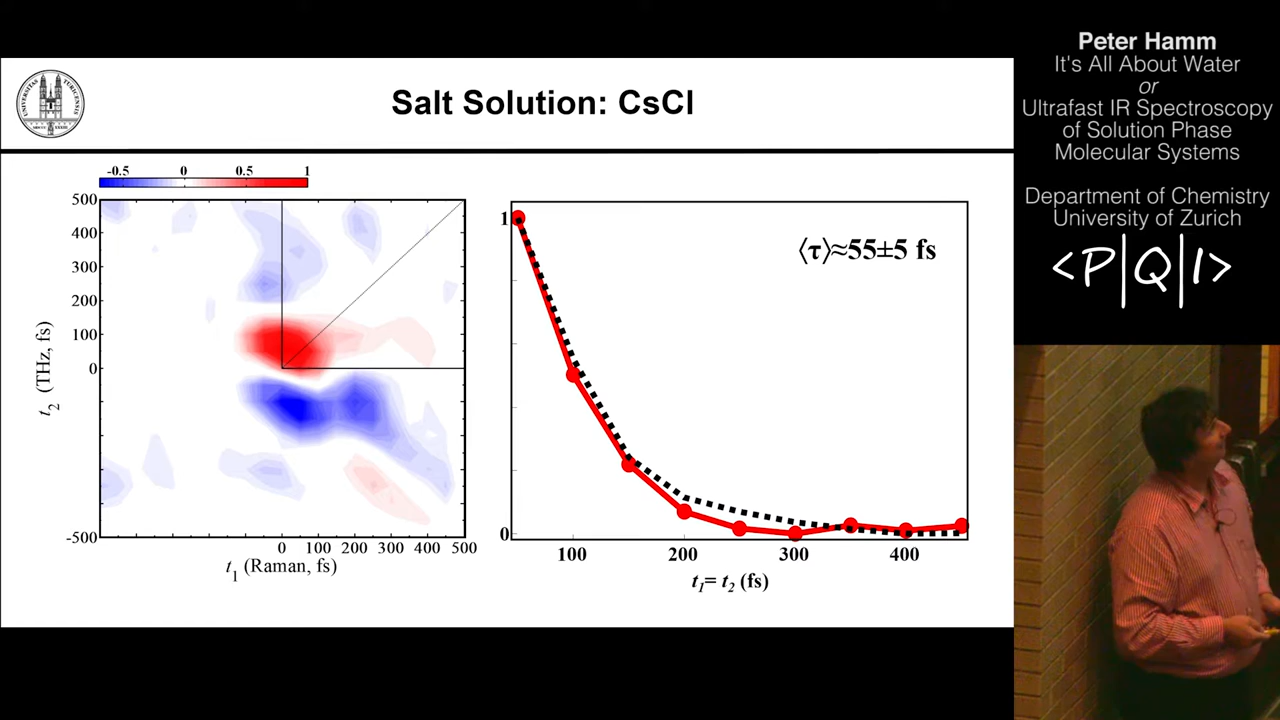 Salt Solution: CsCl
-0.5 0 0.5 1
500
400
300
200
100
0
-500
t2 (THz, fs)
0 100 200 300 400 500
t1 (Raman, fs)
1
0
⟨τ⟩≈55±5 fs
100 200 300 400
t1= t2 (fs)
Peter Hamm
It's All About Water
or
Ultrafast IR Spectroscopy
of Solution Phase
Molecular Systems
Department of Chemistry
University of Zurich
<P|Q|I>